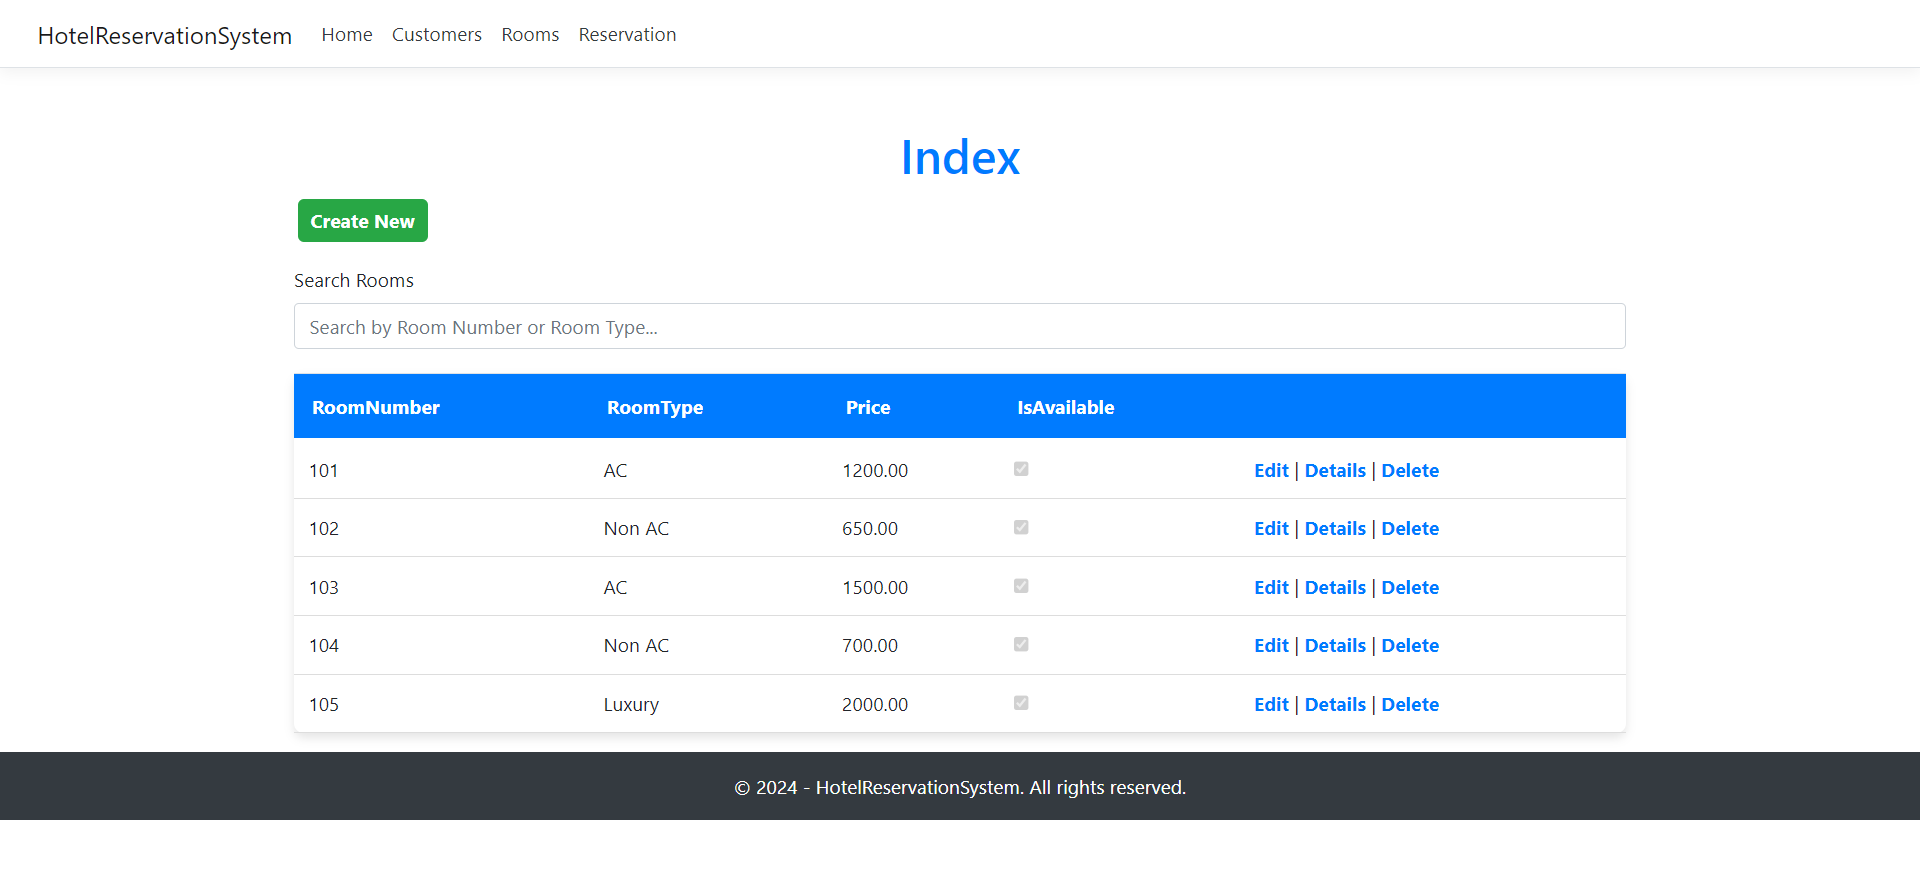 HotelReservationSystem Home Customers Rooms Reservation
Index
Create New
Search Rooms
Search by Room Number or Room Type...
RoomNumber RoomType Price IsAvailable
101 AC 1200.00 Edit | Details | Delete
102 Non AC 650.00 Edit | Details | Delete
103 AC 1500.00 Edit | Details | Delete
104 Non AC 700.00 Edit | Details | Delete
105 Luxury 2000.00 Edit | Details | Delete
© 2024 - HotelReservationSystem. All rights reserved.